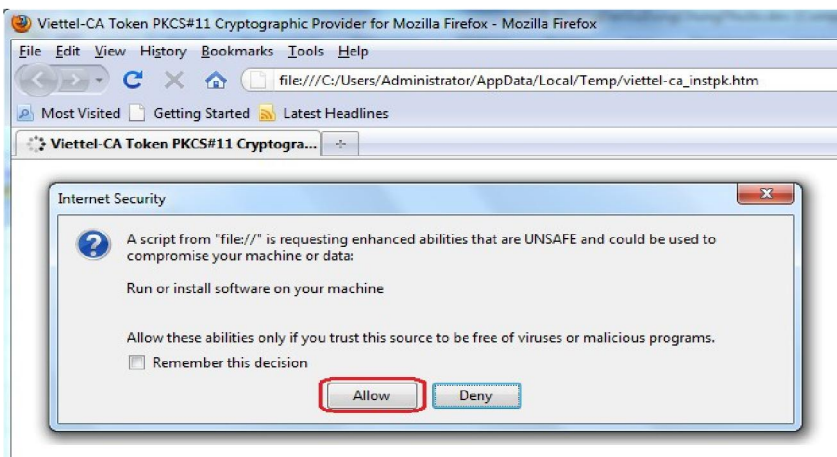 Viettel-CA Token PKCS#11 Cryptographic Provider for Mozilla Firefox - Mozilla Firefox
File Edit View History Bookmarks Tools Help
file:///C:/Users/Administrator/AppData/Local/Temp/viettel-ca_instpk.htm
Most Visited Getting Started Latest Headlines
Viettel-CA Token PKCS#11 Cryptogra...
Internet Security
A script from "file://" is requesting enhanced abilities that are UNSAFE and could be used to
compromise your machine or data:
Run or install software on your machine
Allow these abilities only if you trust this source to be free of viruses or malicious programs.
Remember this decision
Allow Deny